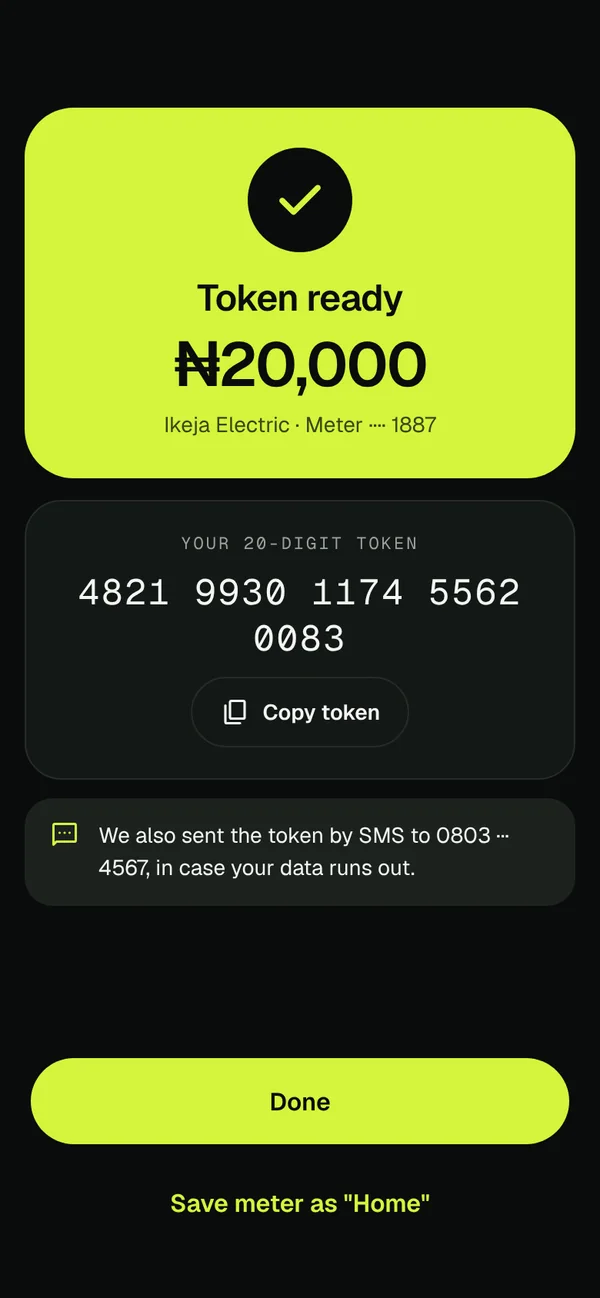 Token ready
₦20,000
Ikeja Electric · Meter ···· 1887
YOUR 20-DIGIT TOKEN
4821 9930 1174 5562
0083
Copy token
We also sent the token by SMS to 0803 ···
4567, in case your data runs out.
Done
Save meter as "Home"